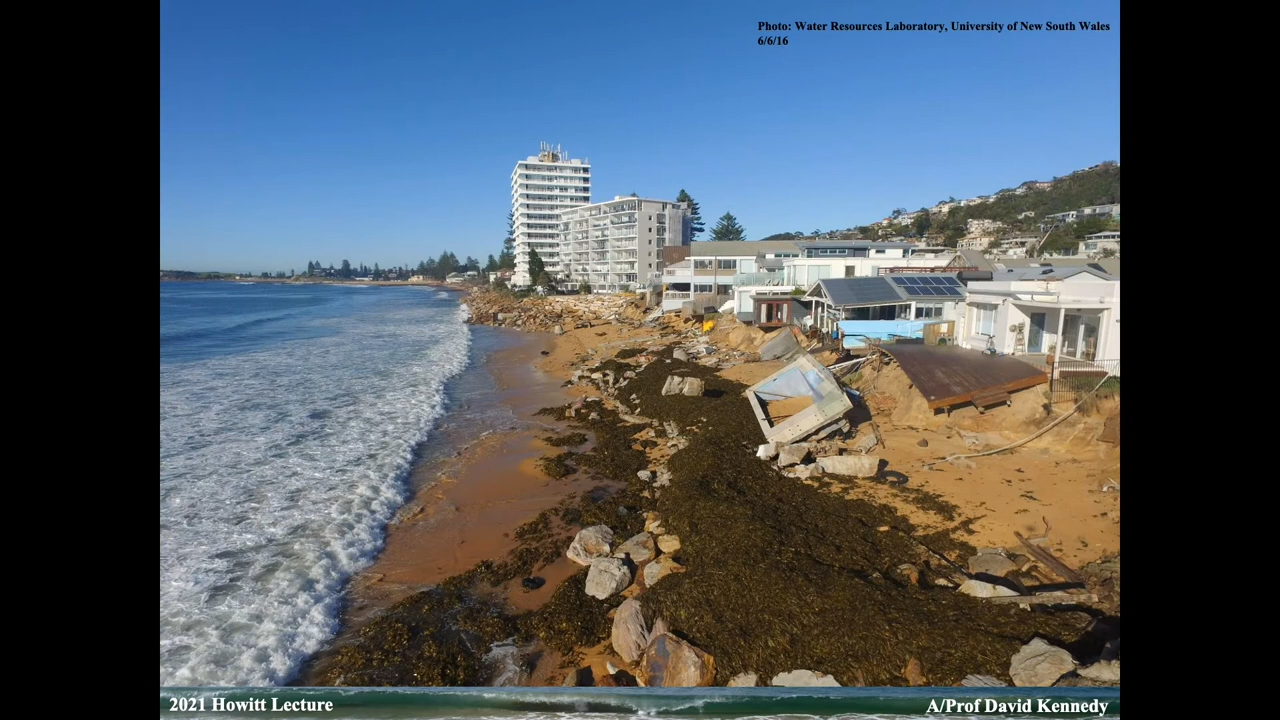 Photo: Water Resources Laboratory, University of New South Wales
6/6/16
2021 Howitt Lecture
A/Prof David Kennedy